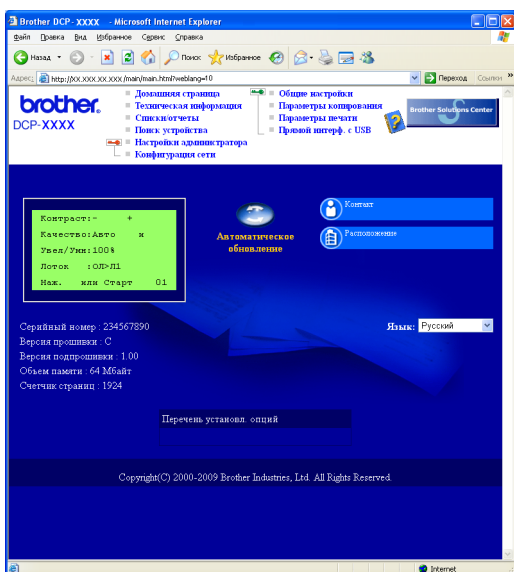 Brother DCP- XXXX - Microsoft Internet Explorer
Файл Правка Вид Избранное Сервис Справка
Назад Поиск Избранное
Адрес: http://XX.XXX.XX.XXX/main/main.html?weblang=10 Переход Ссылки »
brother.
DCP-XXXX
Домашняя страница
Техническая информация
Списки/отчеты
Поиск устройства
Настройки администратора
Конфигурация сети
Общие настройки
Параметры копирования
Параметры печати
Прямой интерф. с USB
Brother Solutions Center
Контраст:- +
Качество:Авто и
Увел/Умн:100%
Лоток :ОЛ>Л1
Наж. или Старт 01
Автоматическое
обновление
Контакт
Расположение
Серийный номер : 234567890
Версия прошивки : C
Версия подпрошивки : 1.00
Объем памяти : 64 Мбайт
Счетчик страниц : 1924
Язык: Русский
Перечень установл. опций
Copyright(C) 2000-2009 Brother Industries, Ltd. All Rights Reserved.
Internet